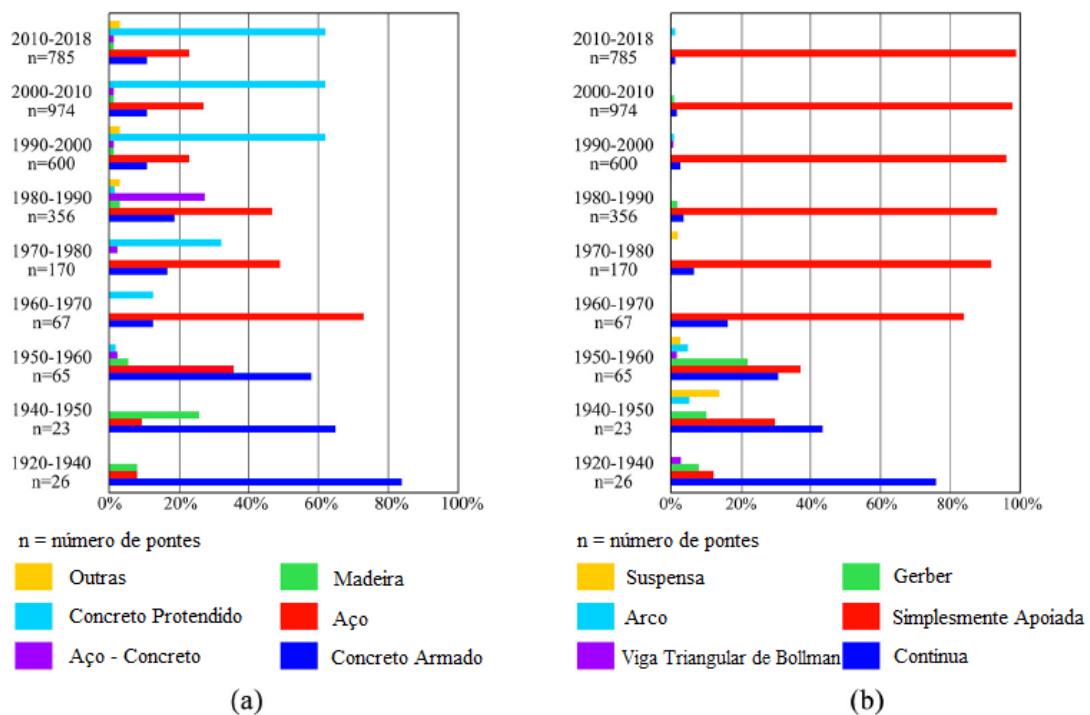 2010-2018
n=785
2000-2010
n=974
1990-2000
n=600
1980-1990
n=356
1970-1980
n=170
1960-1970
n=67
1950-1960
n=65
1940-1950
n=23
1920-1940
n=26
0% 20% 40% 60% 80% 100%
n = número de pontes
Outras
Madeira
Concreto Protendido
Aço
Aço - Concreto
Concreto Armado
(a)
2010-2018
n=785
2000-2010
n=974
1990-2000
n=600
1980-1990
n=356
1970-1980
n=170
1960-1970
n=67
1950-1960
n=65
1940-1950
n=23
1920-1940
n=26
0% 20% 40% 60% 80% 100%
n = número de pontes
Suspensa
Gerber
Arco
Simplesmente Apoiada
Viga Triangular de Bollman
Continua
(b)